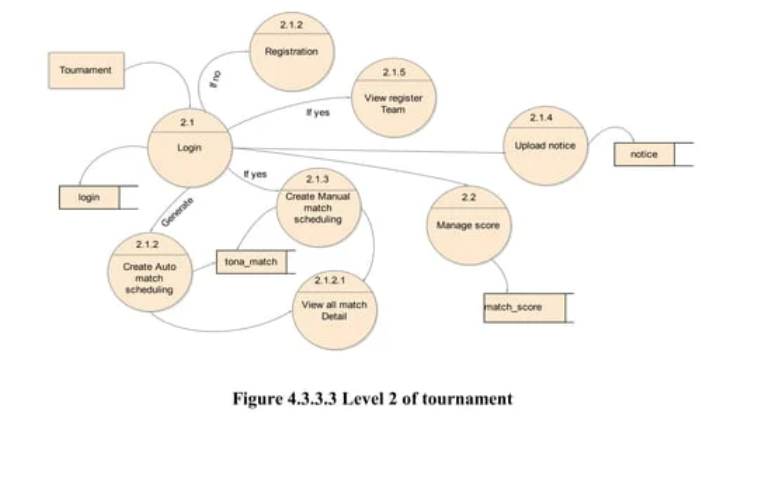 2.1.2
Registration
Tournament
If no
2.1.5
View register
Team
If yes
2.1
Login
2.1.4
Upload notice
notice
login
If yes
2.1.3
Create Manual
match
scheduling
2.2
Manage score
Generate
2.1.2
Create Auto
match
scheduling
tona_match
2.1.2.1
View all match
Detail
match_score
Figure 4.3.3.3 Level 2 of tournament